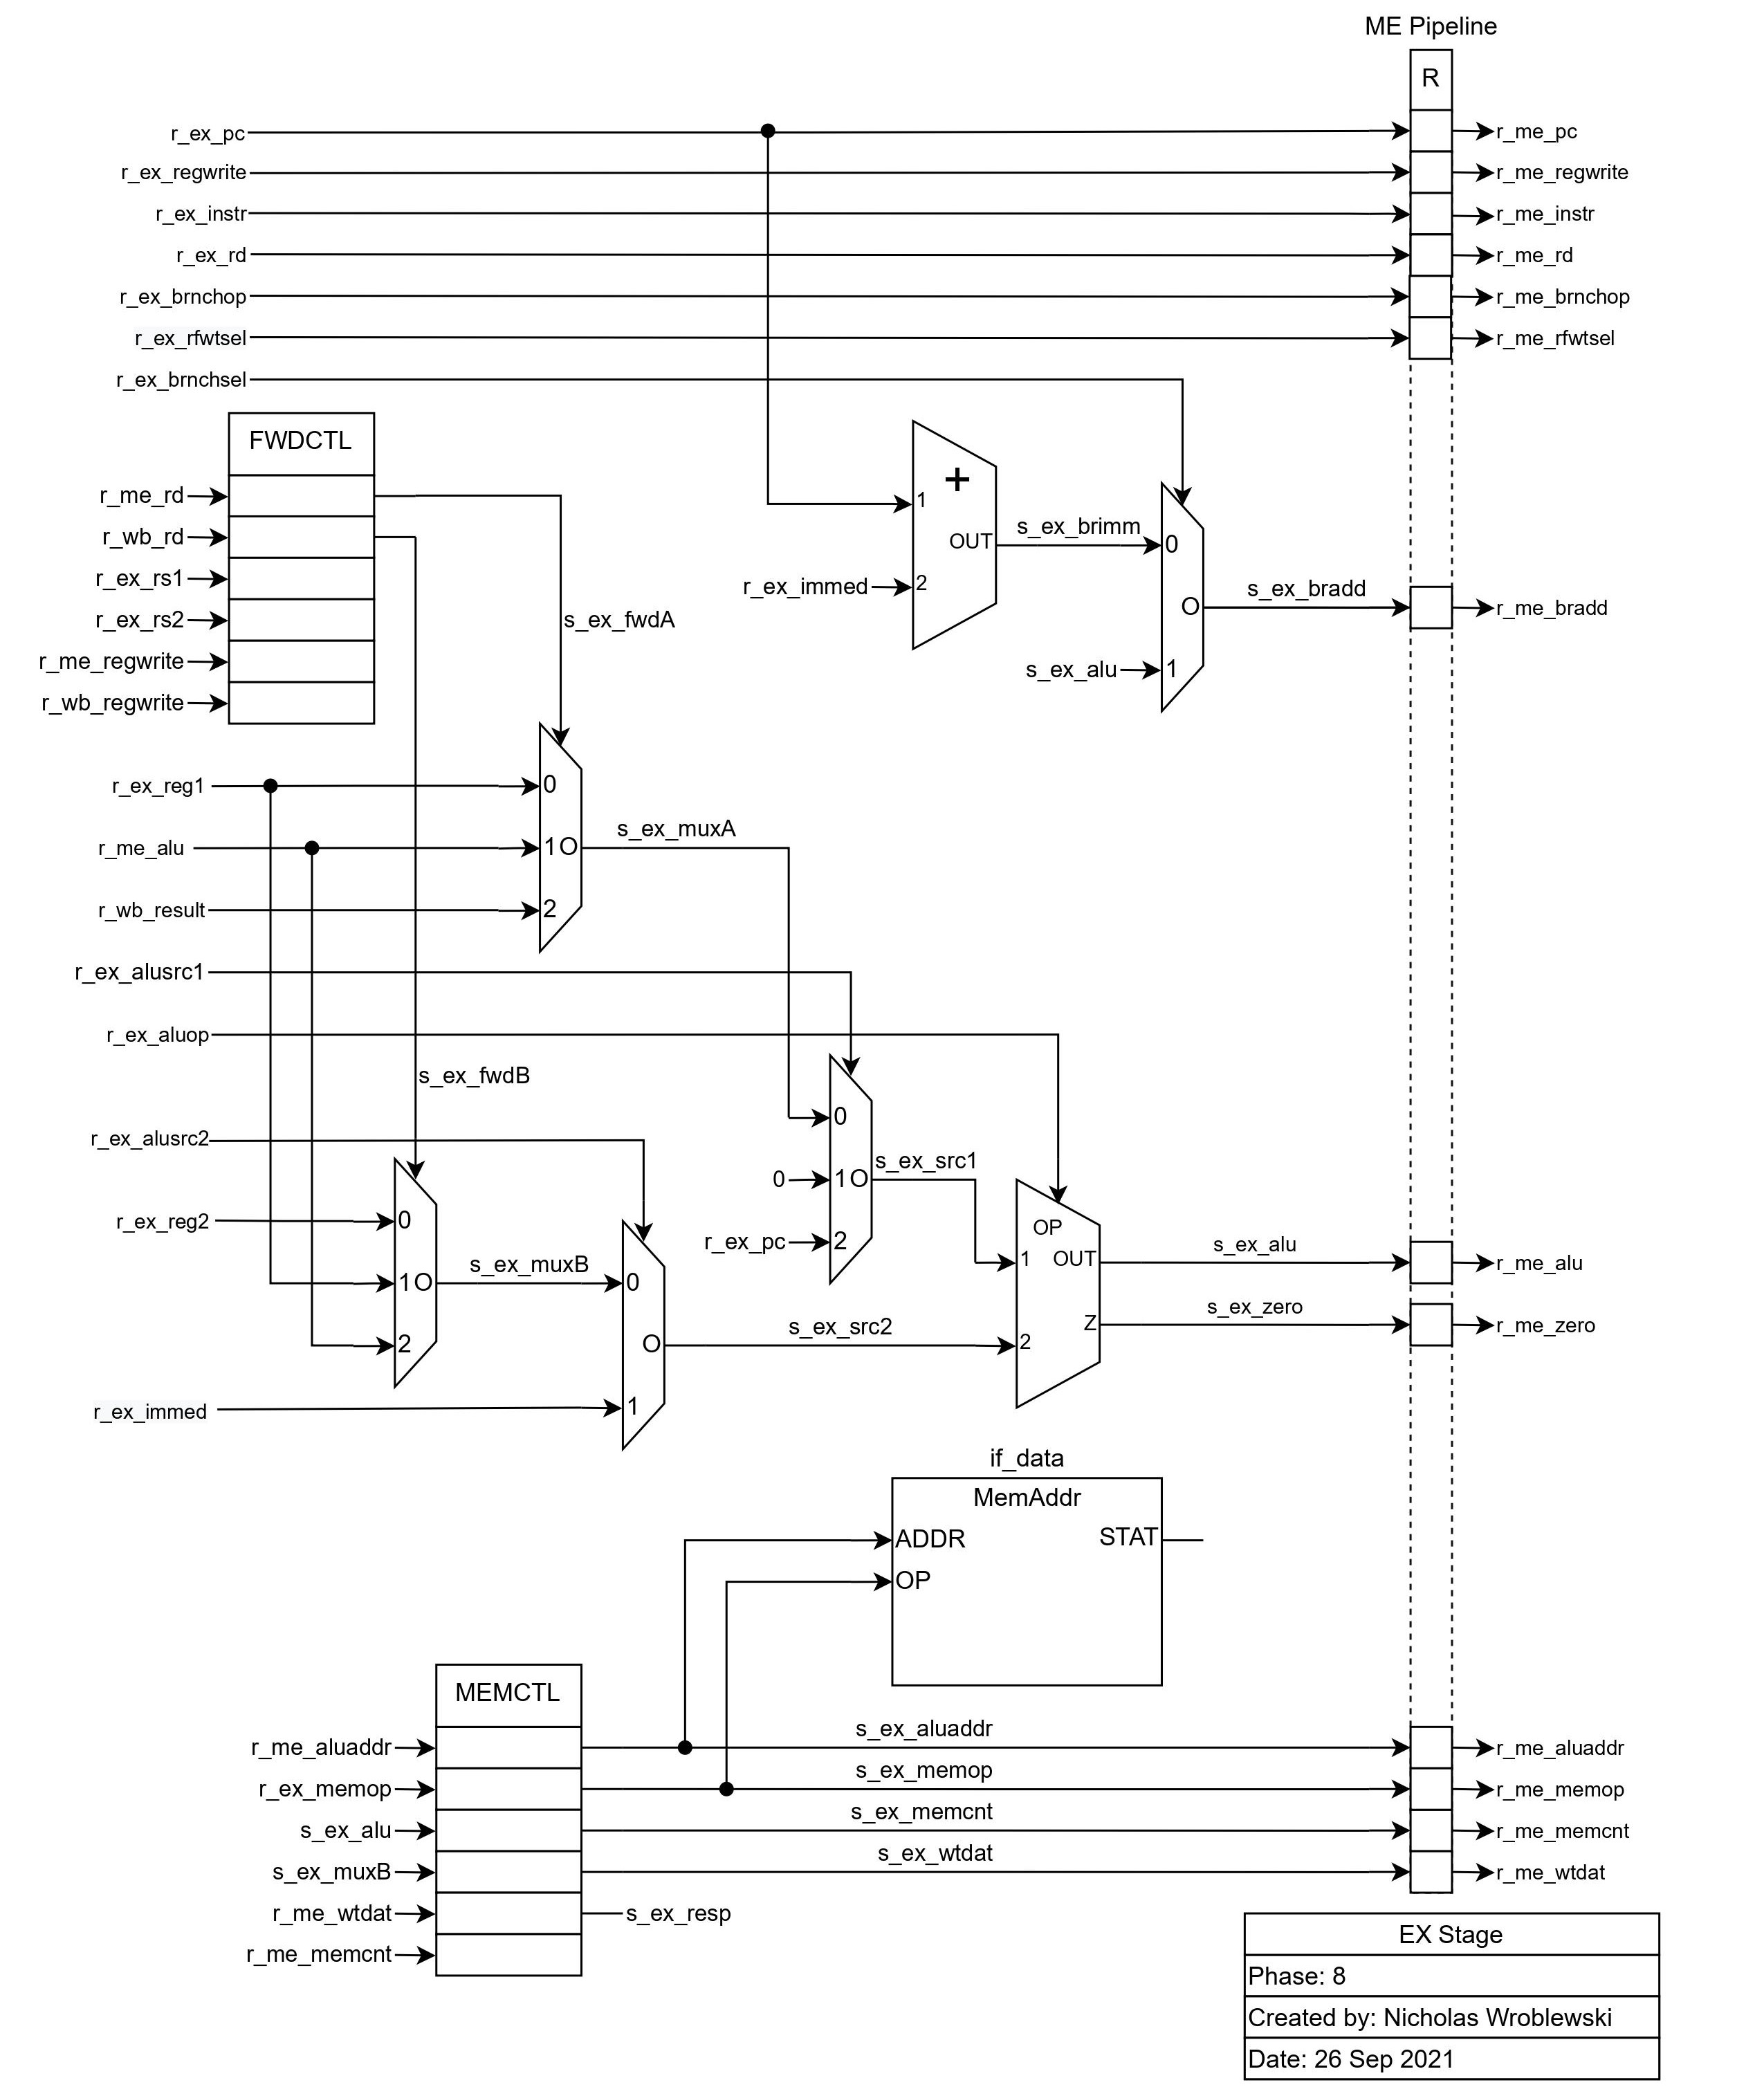 ME Pipeline
R
r_ex_pc
r_me_pc
r_ex_regwrite
r_me_regwrite
r_ex_instr
r_me_instr
r_ex_rd
r_me_rd
r_ex_brnchop
r_me_brnchop
r_ex_rfwtsel
r_me_rfwtsel
r_ex_brnchsel
FWDCTL
r_me_rd
r_wb_rd
r_ex_rs1
r_ex_rs2
r_me_regwrite
r_wb_regwrite
s_ex_fwdA
+
1
OUT
2
r_ex_immed
s_ex_brimm
0
O
1
s_ex_alu
s_ex_bradd
r_me_bradd
r_ex_reg1
0
r_me_alu
1O
s_ex_muxA
r_wb_result
2
r_ex_alusrc1
r_ex_aluop
s_ex_fwdB
r_ex_alusrc2
0
0
1O
s_ex_src1
r_ex_pc
2
r_ex_reg2
0
1O
s_ex_muxB
2
0
O
s_ex_src2
r_ex_immed
1
OP
1
OUT
s_ex_alu
r_me_alu
Z
s_ex_zero
r_me_zero
2
if_data
MemAddr
ADDR
STAT
OP
MEMCTL
r_me_aluaddr
s_ex_aluaddr
r_me_aluaddr
r_ex_memop
s_ex_memop
r_me_memop
s_ex_alu
s_ex_memcnt
r_me_memcnt
s_ex_muxB
s_ex_wtdat
r_me_wtdat
r_me_wtdat
s_ex_resp
r_me_memcnt
EX Stage
Phase: 8
Created by: Nicholas Wroblewski
Date: 26 Sep 2021